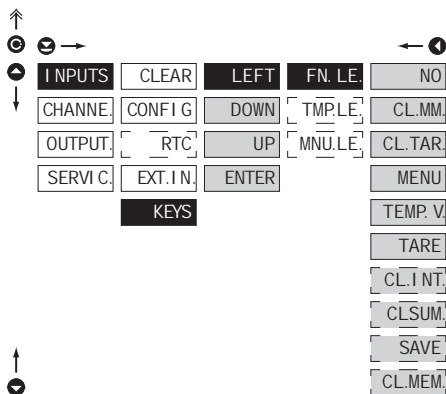 INPUTS CLEAR LEFT FN. LE. NO
CHANNE. CONFIG DOWN TMP.LE. CL.MM.
OUTPUT. RTC UP MNU.LE. CL.TAR.
SERVIC. EXT.IN. ENTER MENU
KEYS TEMP. V.
TARE
CL.INT.
CLSUM.
SAVE
CL.MEM.